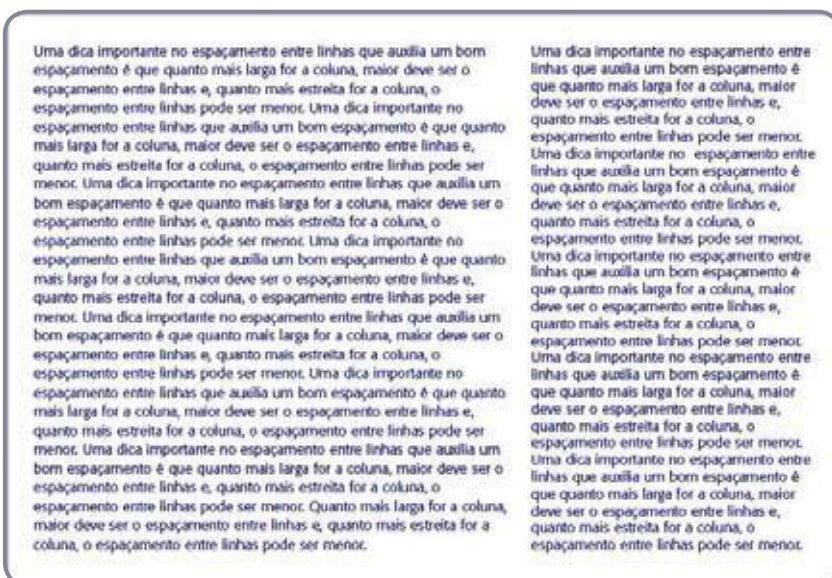 Uma dica importante no espaçamento entre linhas que auxilia um bom
espaçamento é que quanto mais larga for a coluna, maior deve ser o
espaçamento entre linhas e, quanto mais estreita for a coluna, o
espaçamento entre linhas pode ser menor. Uma dica importante no
espaçamento entre linhas que auxilia um bom espaçamento é que quanto
mais larga for a coluna, maior deve ser o espaçamento entre linhas e,
quanto mais estreita for a coluna, o espaçamento entre linhas pode ser
menor. Uma dica importante no espaçamento entre linhas que auxilia um
bom espaçamento é que quanto mais larga for a coluna, maior deve ser o
espaçamento entre linhas e, quanto mais estreita for a coluna, o
espaçamento entre linhas pode ser menor. Uma dica importante no
espaçamento entre linhas que auxilia um bom espaçamento é que quanto
mais larga for a coluna, maior deve ser o espaçamento entre linhas e,
quanto mais estreita for a coluna, o espaçamento entre linhas pode ser
menor. Uma dica importante no espaçamento entre linhas que auxilia um
bom espaçamento é que quanto mais larga for a coluna, maior deve ser o
espaçamento entre linhas e, quanto mais estreita for a coluna, o
espaçamento entre linhas pode ser menor. Uma dica importante no
espaçamento entre linhas que auxilia um bom espaçamento é que quanto
mais larga for a coluna, maior deve ser o espaçamento entre linhas e,
quanto mais estreita for a coluna, o espaçamento entre linhas pode ser
menor. Uma dica importante no espaçamento entre linhas que auxilia um
bom espaçamento é que quanto mais larga for a coluna, maior deve ser o
espaçamento entre linhas e, quanto mais estreita for a coluna, o
espaçamento entre linhas pode ser menor. Quanto mais larga for a coluna,
maior deve ser o espaçamento entre linhas e, quanto mais estreita for a
coluna, o espaçamento entre linhas pode ser menor.
Uma dica importante no espaçamento entre
linhas que auxilia um bom espaçamento é
que quanto mais larga for a coluna, maior
deve ser o espaçamento entre linhas e,
quanto mais estreita for a coluna, o
espaçamento entre linhas pode ser menor.
Uma dica importante no espaçamento entre
linhas que auxilia um bom espaçamento é
que quanto mais larga for a coluna, maior
deve ser o espaçamento entre linhas e,
quanto mais estreita for a coluna, o
espaçamento entre linhas pode ser menor.
Uma dica importante no espaçamento entre
linhas que auxilia um bom espaçamento é
que quanto mais larga for a coluna, maior
deve ser o espaçamento entre linhas e,
quanto mais estreita for a coluna, o
espaçamento entre linhas pode ser menor.
Uma dica importante no espaçamento entre
linhas que auxilia um bom espaçamento é
que quanto mais larga for a coluna, maior
deve ser o espaçamento entre linhas e,
quanto mais estreita for a coluna, o
espaçamento entre linhas pode ser menor.
Uma dica importante no espaçamento entre
linhas que auxilia um bom espaçamento é
que quanto mais larga for a coluna, maior
deve ser o espaçamento entre linhas e,
quanto mais estreita for a coluna, o
espaçamento entre linhas pode ser menor.